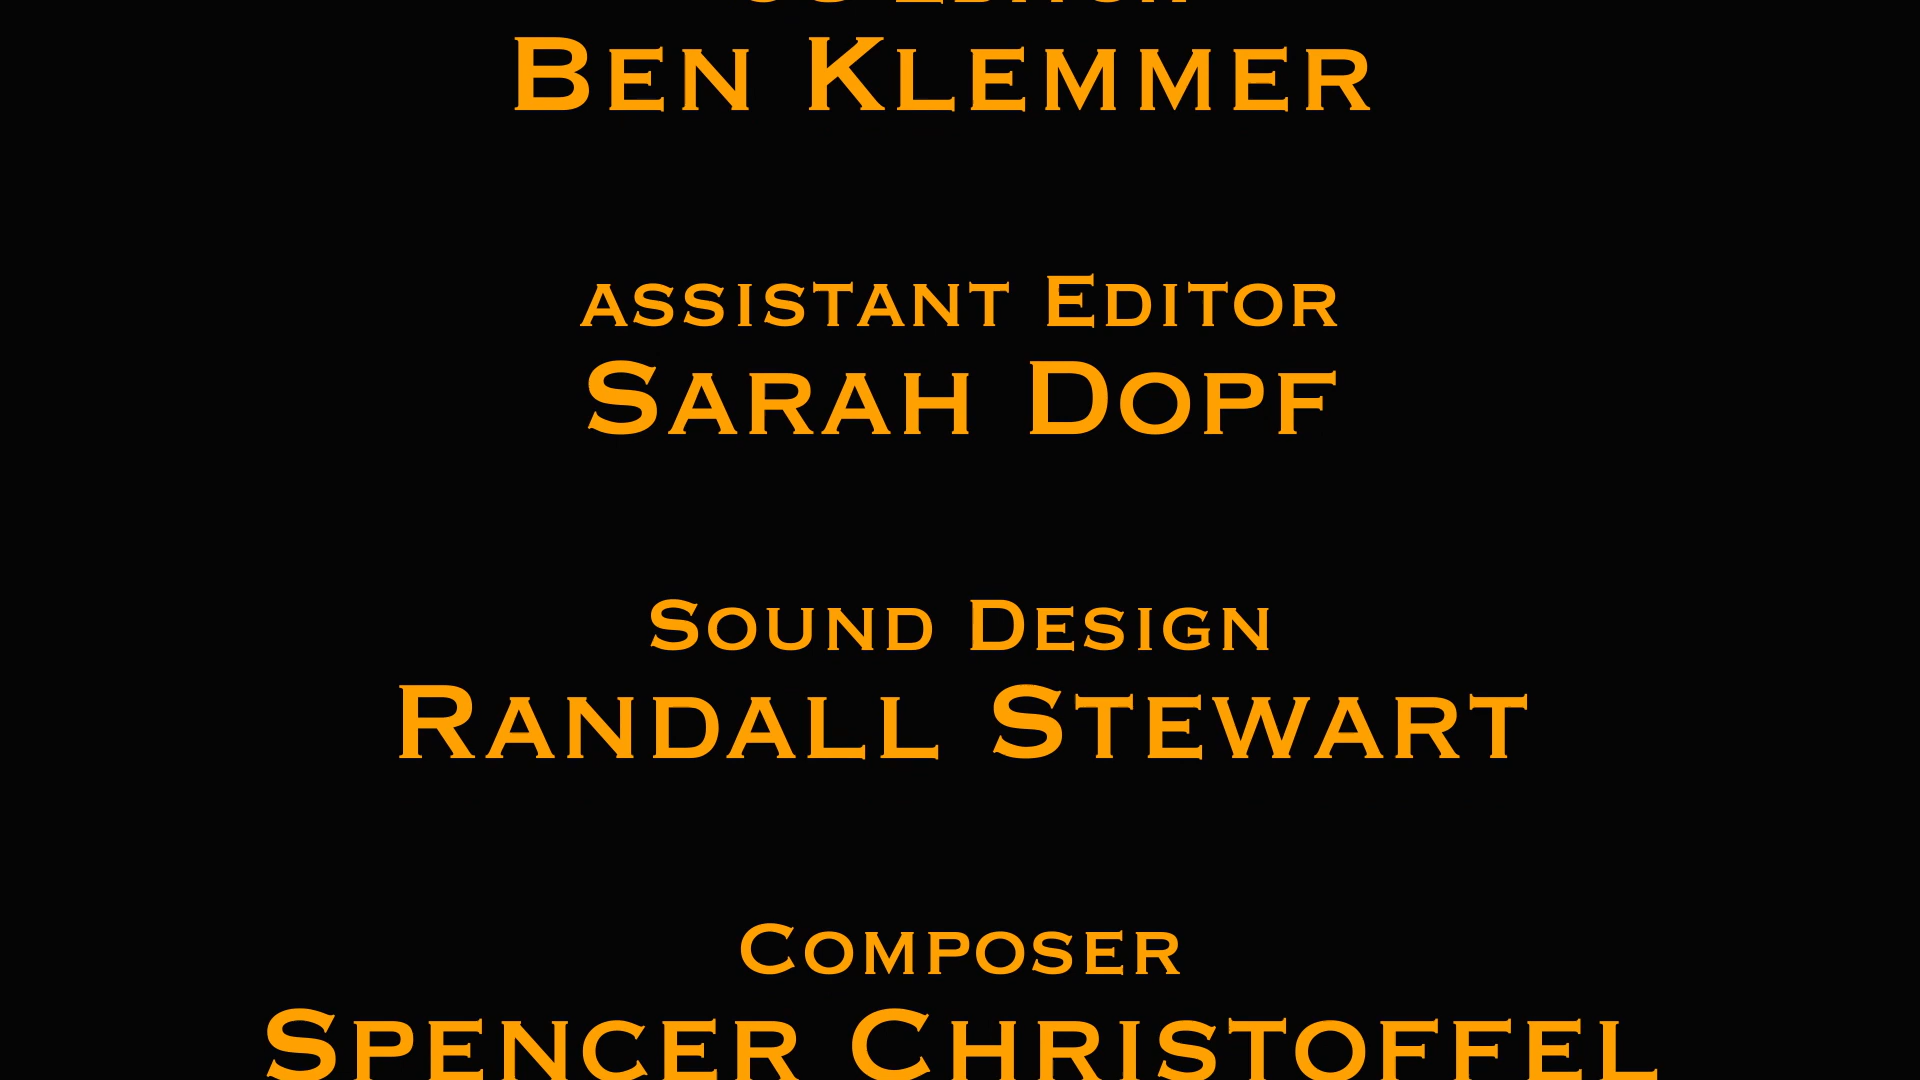 Ben Klemmer
assistant Editor
Sarah Dopf
Sound Design
Randall Stewart
Composer
Spencer Christoffel